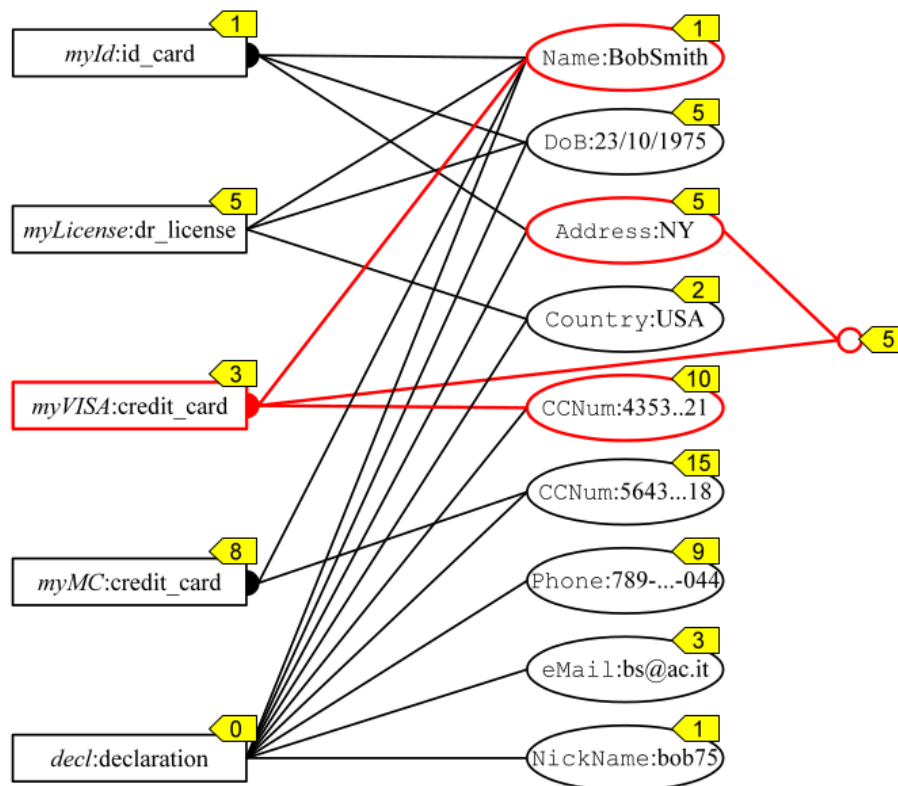 1
myId:id_card
5
myLicense:dr_license
3
myVISA:credit_card
8
myMC:credit_card
0
decl:declaration
1
Name:BobSmith
5
DoB:23/10/1975
5
Address:NY
2
Country:USA
10
CCNum:4353..21
15
CCNum:5643...18
9
Phone:789-...-044
3
eMail:bs@ac.it
1
NickName:bob75
5